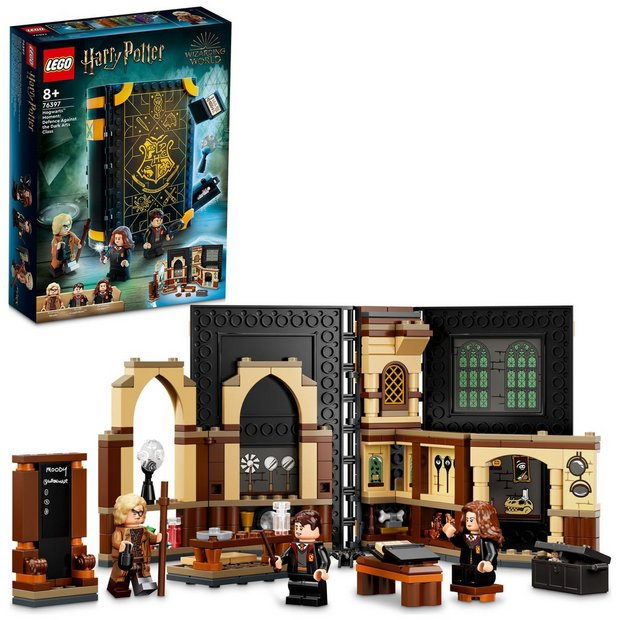 LEGO
Harry Potter
WIZARDING
WORLD
8+
76397
Hogwarts™
Moment:
Defence Against
the Dark Arts
Class
Harry Potter
MOODY